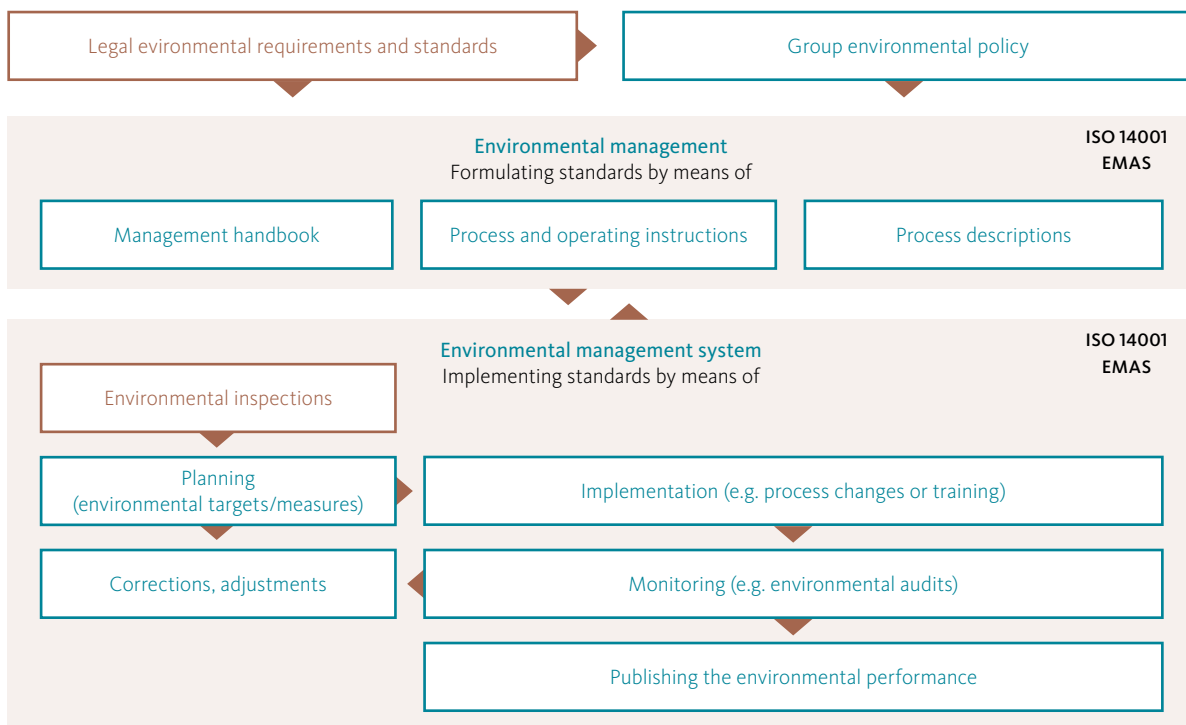 Legal evironmental requirements and standards
Group environmental policy
Environmental management
Formulating standards by means of
ISO 14001
EMAS
Management handbook
Process and operating instructions
Process descriptions
Environmental management system
Implementing standards by means of
ISO 14001
EMAS
Environmental inspections
Planning
(environmental targets/measures)
Implementation (e.g. process changes or training)
Corrections, adjustments
Monitoring (e.g. environmental audits)
Publishing the environmental performance